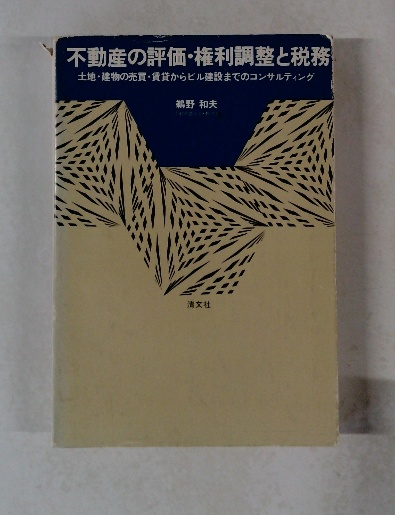 不動産の評価・権利調整と税務
土地・建物の売買・賃貸からビル建設までのコンサルティング
鵜野 和夫
清文社